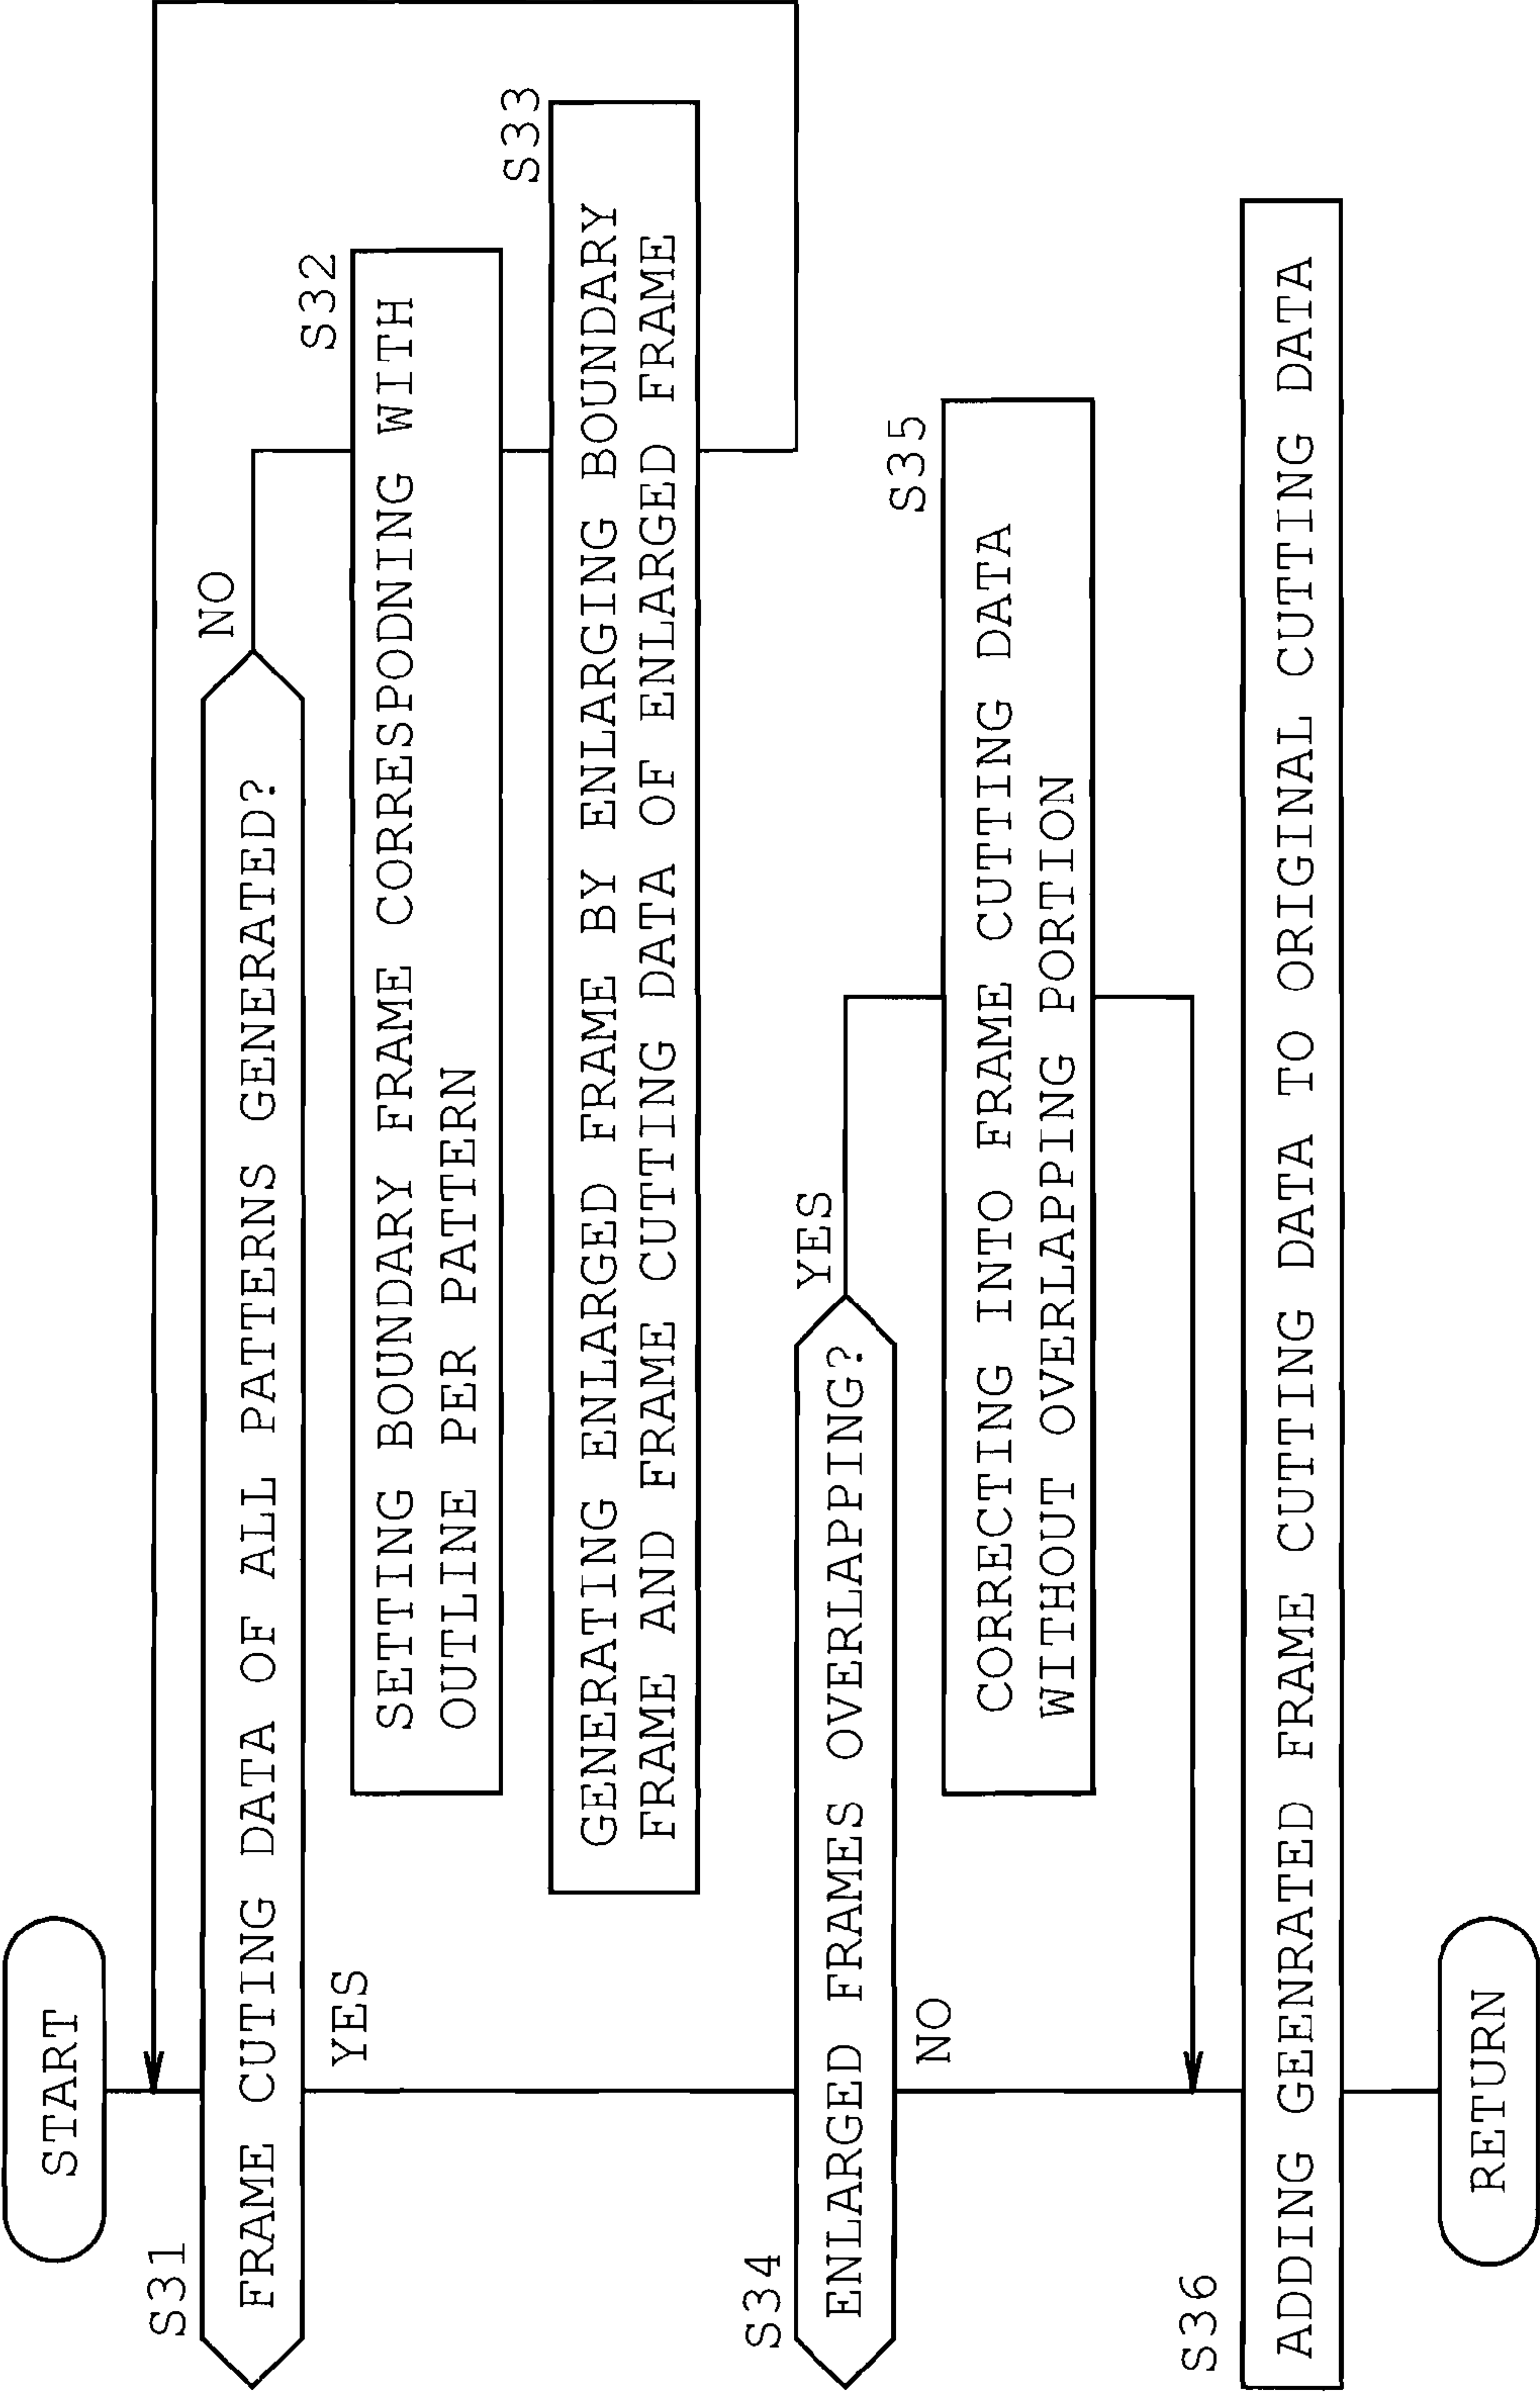 START
S31
FRAME CUTING DATA OF ALL PATTERNS GENERATED?
NO
YES
S32
SETTING BOUNDARY FRAME CORRESPODNING WITH
OUTLINE PER PATTERN
S33
GENERATING ENLARGED FRAME BY ENLARGING BOUNDARY
FRAME AND FRAME CUTTING DATA OF ENLARGED FRAME
S34
ENLARGED FRAMES OVERLAPPING?
YES
NO
S35
CORRECTING INTO FRAME CUTTING DATA
WITHOUT OVERLAPPING PORTION
S36
ADDING GEENRATED FRAME CUTTING DATA TO ORIGINAL CUTTING DATA
RETURN